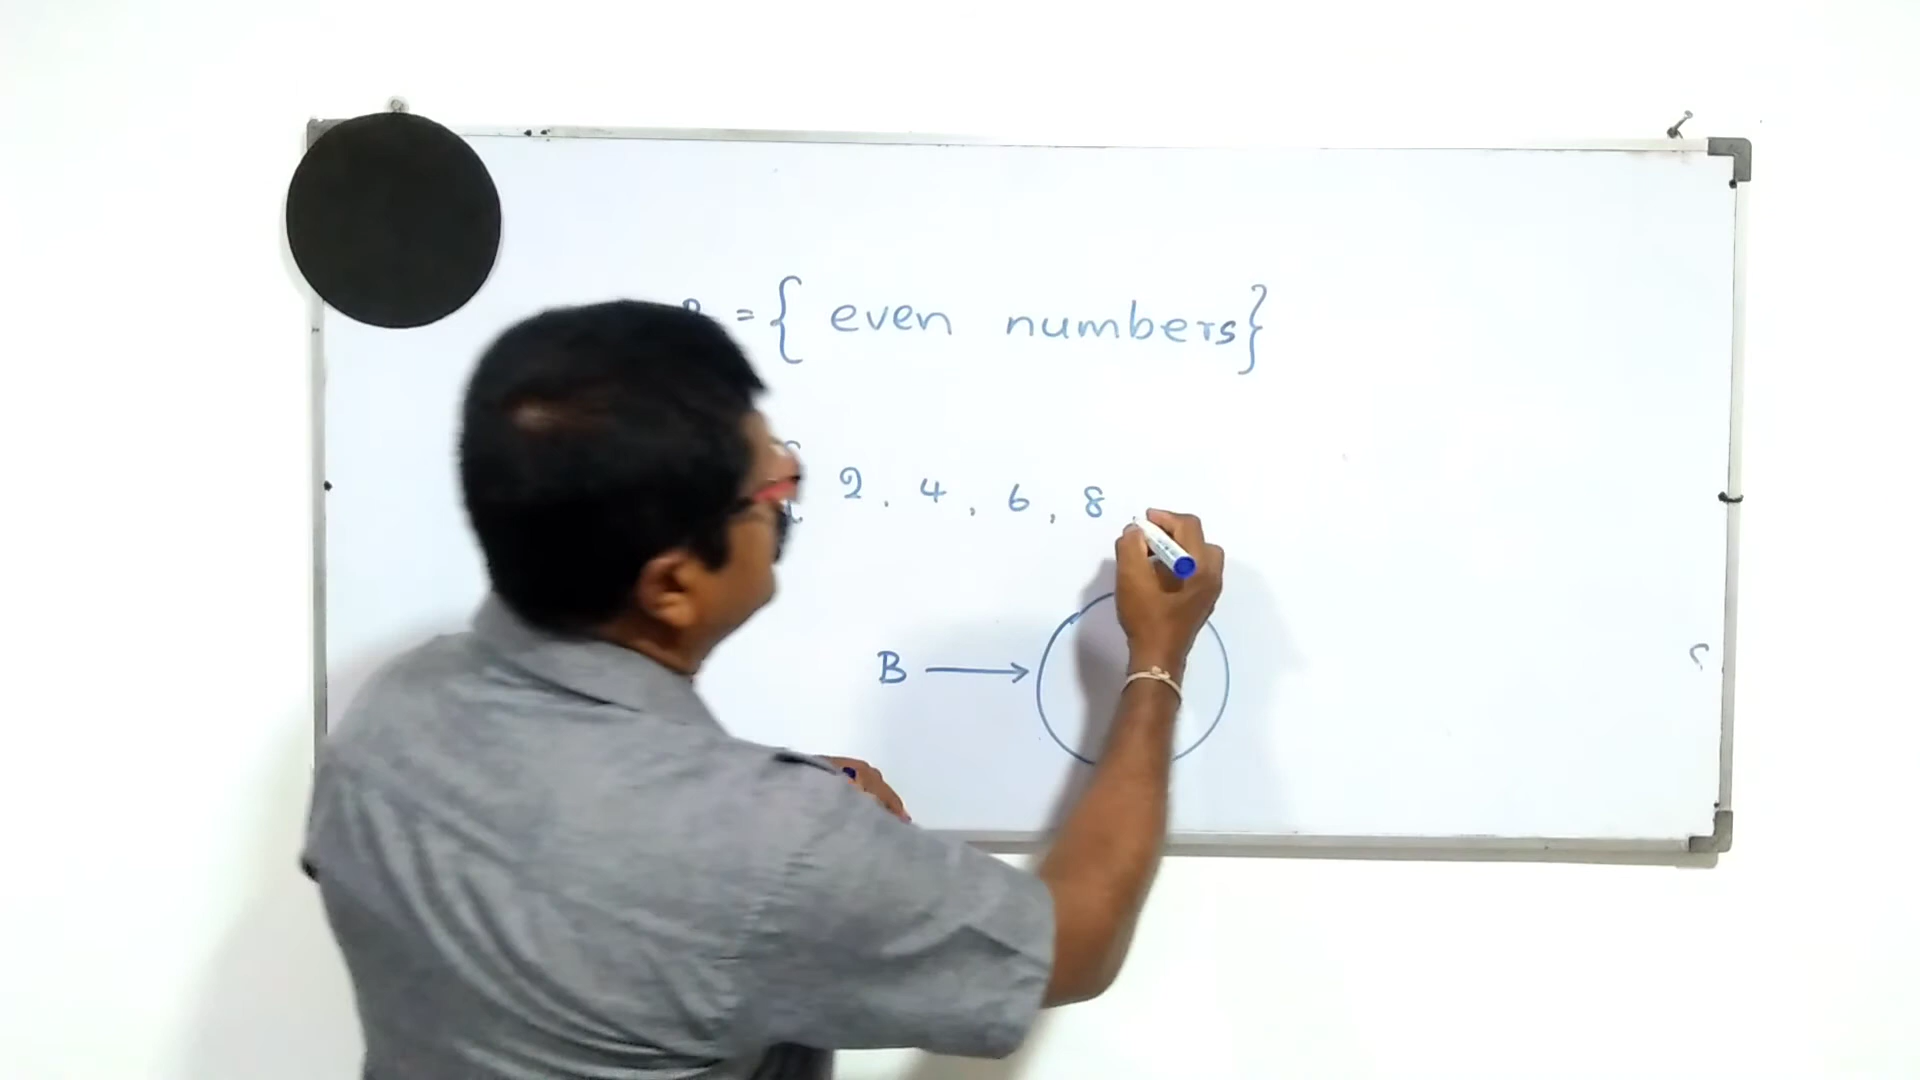 B = { even numbers}
{ 2, 4, 6, 8,
B →